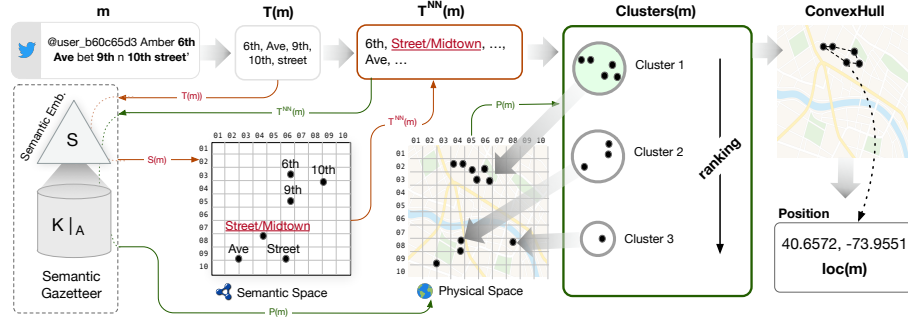 m
T(m)
T^NN(m)
Clusters(m)
ConvexHull
@user_b60c65d3 Amber 6th
Ave bet 9th n 10th street'
6th, Ave, 9th,
10th, street
6th, Street/Midtown, ...,
Ave, ...
Cluster 1
Cluster 2
Cluster 3
ranking
T(m))
T^NN(m)
T^NN(m)
P(m)
S(m)
Semantic Emb.
S
K|A
Semantic
Gazetteer
01 02 03 04 05 06 07 08 09 10
01
02
03
04
05
06
07
08
09
10
6th
10th
9th
Street/Midtown
Ave
Street
Semantic Space
01 02 03 04 05 06 07 08 09 10
01
02
03
04
05
06
07
08
09
10
Physical Space
P(m)
Position
40.6572, -73.9551
loc(m)